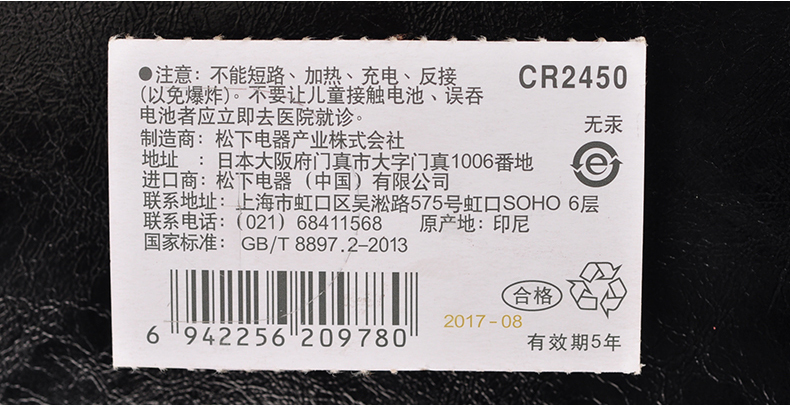 ●注意：不能短路、加热、充电、反接
CR2450
(以免爆炸)。不要让儿童接触电池、误吞
电池者应立即去医院就诊。
无汞
制造商：松下电器产业株式会社
地址　：日本大阪府门真市大字门真1006番地
进口商：松下电器（中国）有限公司
联系地址：上海市虹口区吴淞路575号虹口SOHO 6层
联系电话：(021) 68411568　原产地：印尼
国家标准：GB/T 8897.2-2013
合格
2017-08
6 942256 209780
有效期5年